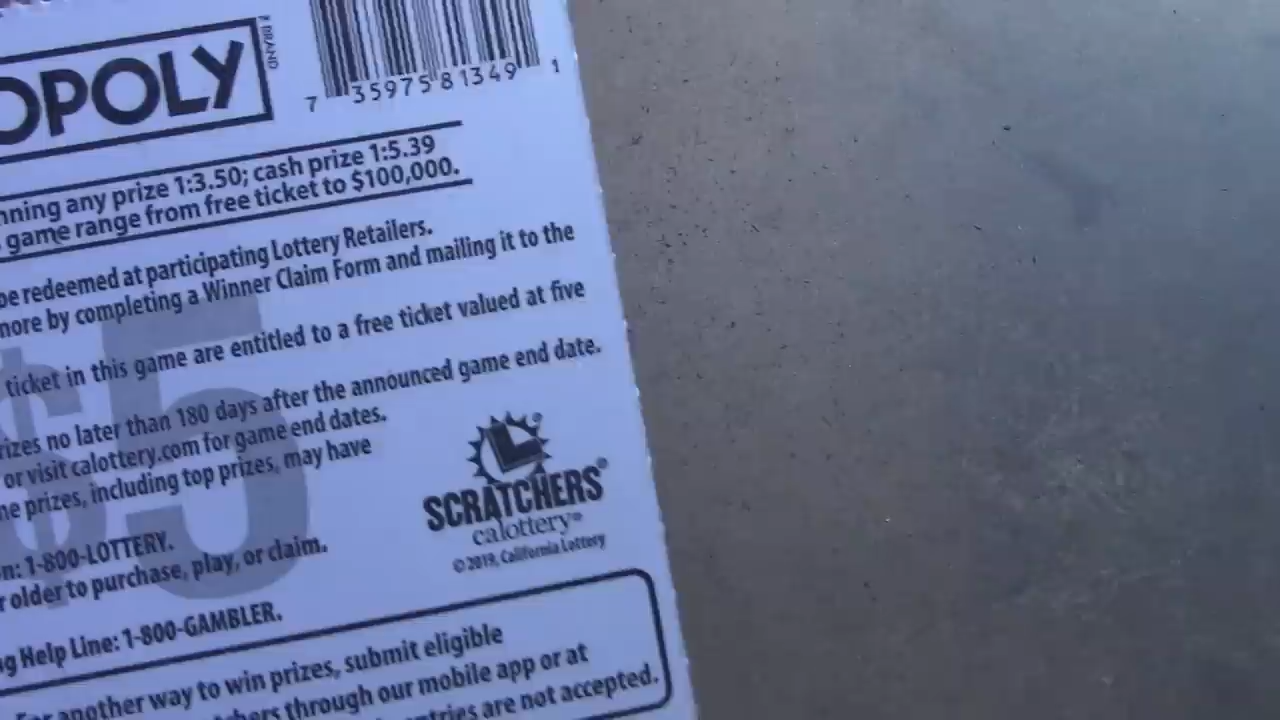 OPOLY
BRAND
7 35975 81349 1
nning any prize 1:3.50; cash prize 1:5.39
game range from free ticket to $100,000.
be redeemed at participating Lottery Retailers.
more by completing a Winner Claim Form and mailing it to the
ticket in this game are entitled to a free ticket valued at five
rizes no later than 180 days after the announced game end date.
or visit calottery.com for game end dates.
me prizes, including top prizes, may have
$5
n: 1-800-LOTTERY.
r older to purchase, play, or claim.
SCRATCHERS®
calottery®
© 2019, California Lottery
g Help Line: 1-800-GAMBLER.
For another way to win prizes, submit eligible
chers through our mobile app or at
ntries are not accepted.